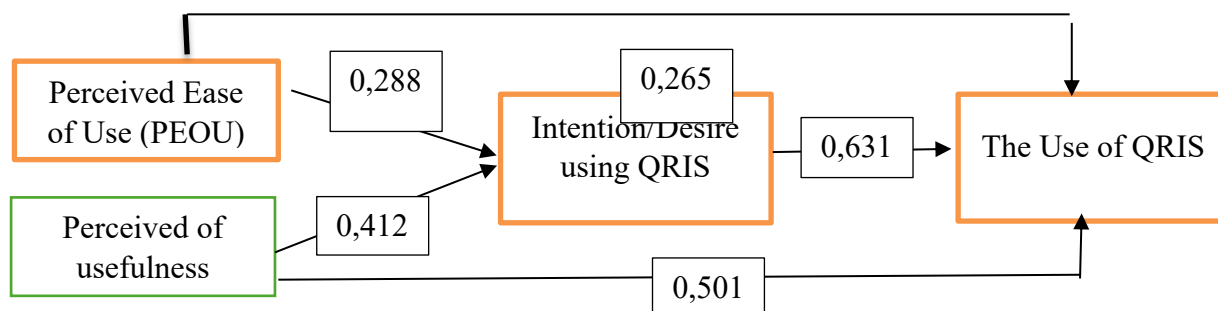 Perceived Ease
of Use (PEOU)
0,288
0,265
Intention/Desire
using QRIS
0,631
The Use of QRIS
Perceived of
usefulness
0,412
0,501